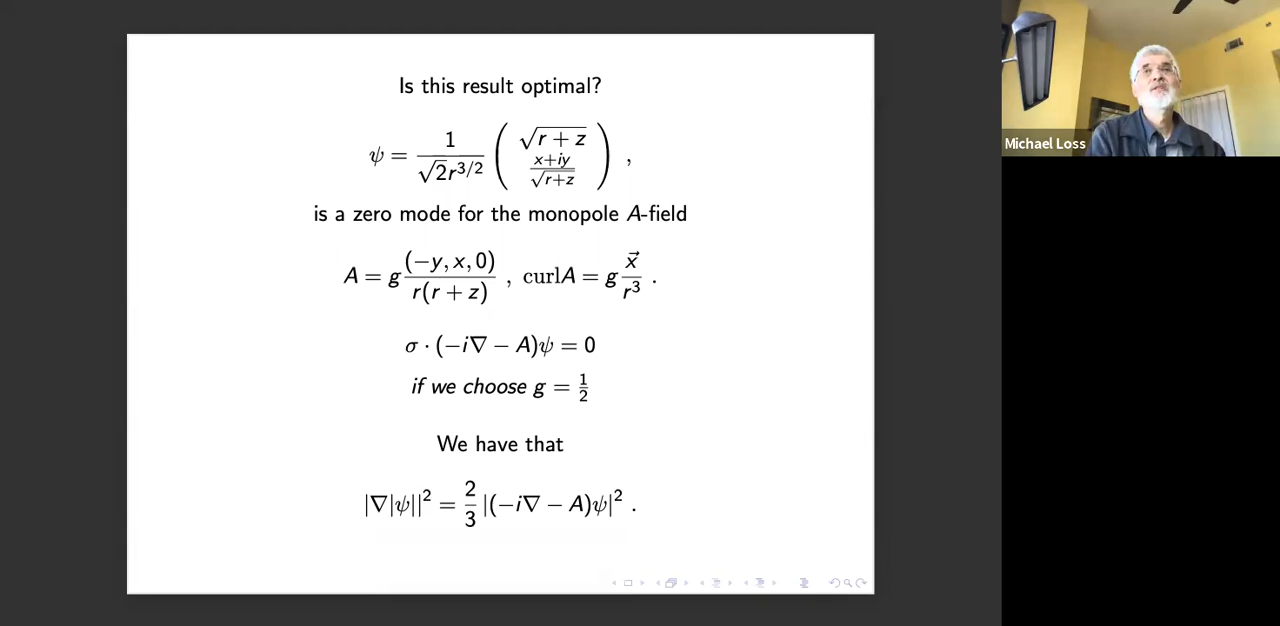 Is this result optimal?
ψ = 1/(√2 r^{3/2}) ( √(r + z) ; (x+iy)/√(r+z) ) ,
is a zero mode for the monopole A-field
A = g (−y, x, 0)/(r(r + z)) , curlA = g x⃗/r³ .
σ · (−i∇ − A)ψ = 0
if we choose g = 1/2
We have that
|∇|ψ||² = 2/3 |(−i∇ − A)ψ|² .
Michael Loss